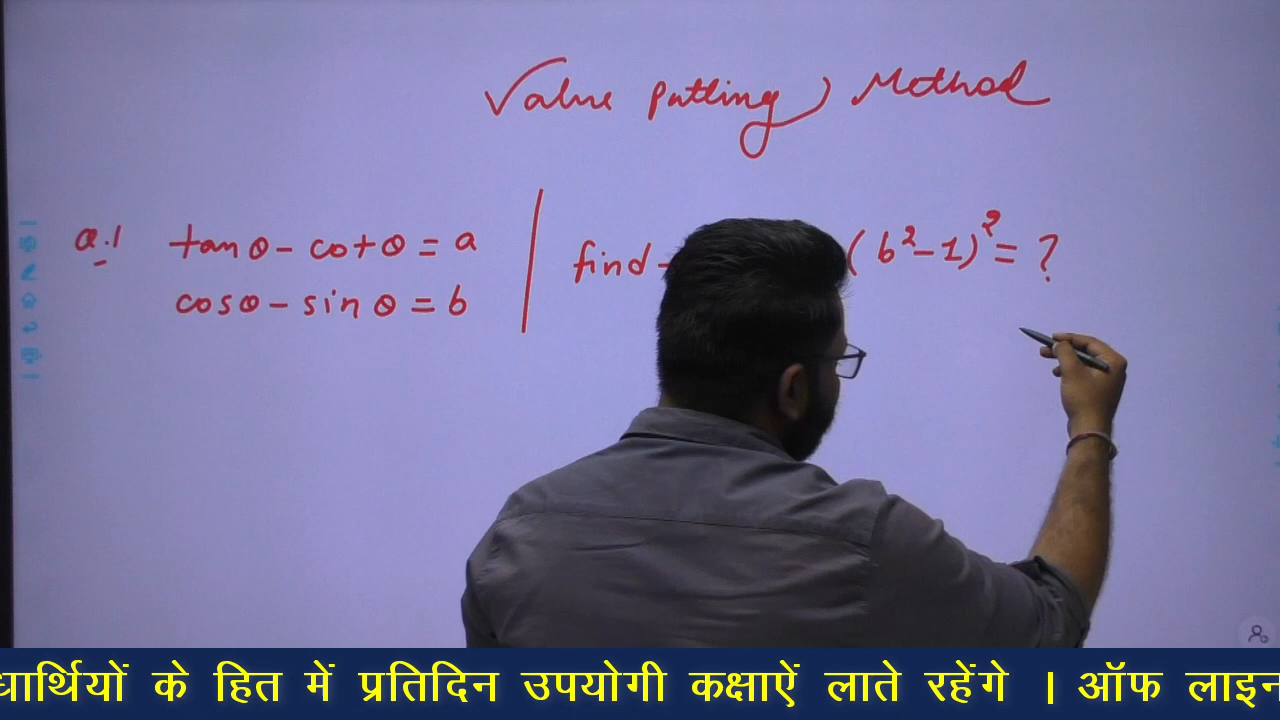 Value putting Method
Q.1 tanθ - cotθ = a
cosθ - sinθ = b
find - (b²-1)² = ?
धार्थियों के हित में प्रतिदिन उपयोगी कक्षाऐं लाते रहेंगे । ऑफ लाइन